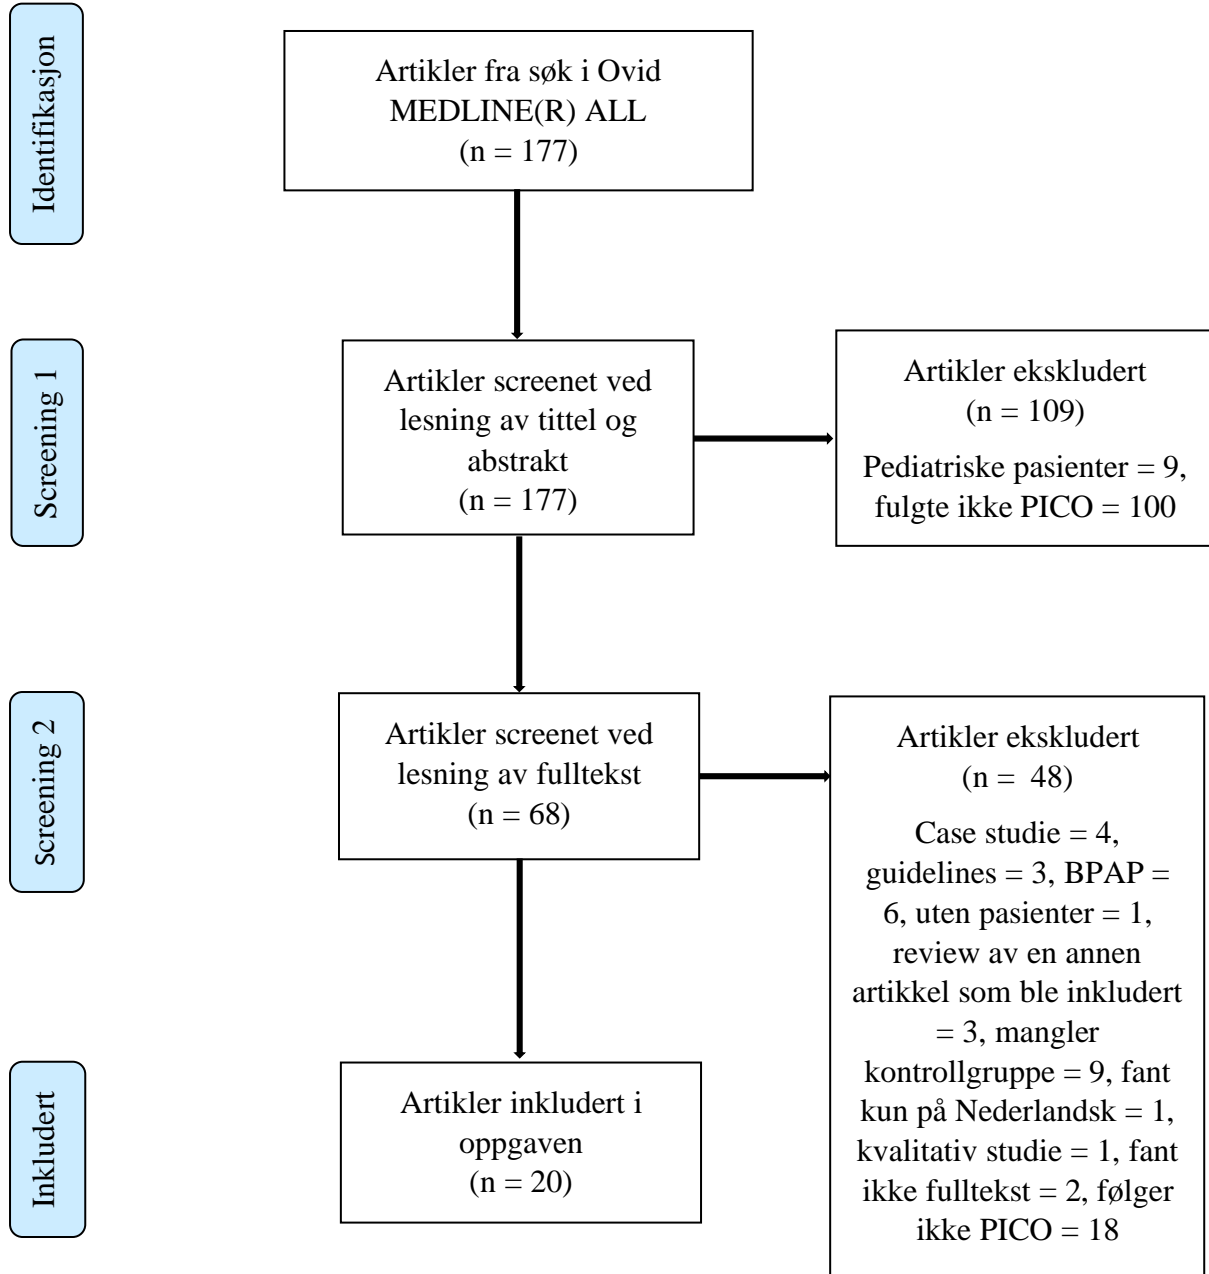 Identifikasjon
Artikler fra søk i Ovid
MEDLINE(R) ALL
(n = 177)
Screening 1
Artikler screenet ved
lesning av tittel og
abstrakt
(n = 177)
Artikler ekskludert
(n = 109)
Pediatriske pasienter = 9,
fulgte ikke PICO = 100
Screening 2
Artikler screenet ved
lesning av fulltekst
(n = 68)
Artikler ekskludert
(n =  48)
Case studie = 4,
guidelines = 3, BPAP =
6, uten pasienter = 1,
review av en annen
artikkel som ble inkludert
= 3, mangler
kontrollgruppe = 9, fant
kun på Nederlandsk = 1,
kvalitativ studie = 1, fant
ikke fulltekst = 2, følger
ikke PICO = 18
Inkludert
Artikler inkludert i
oppgaven
(n = 20)